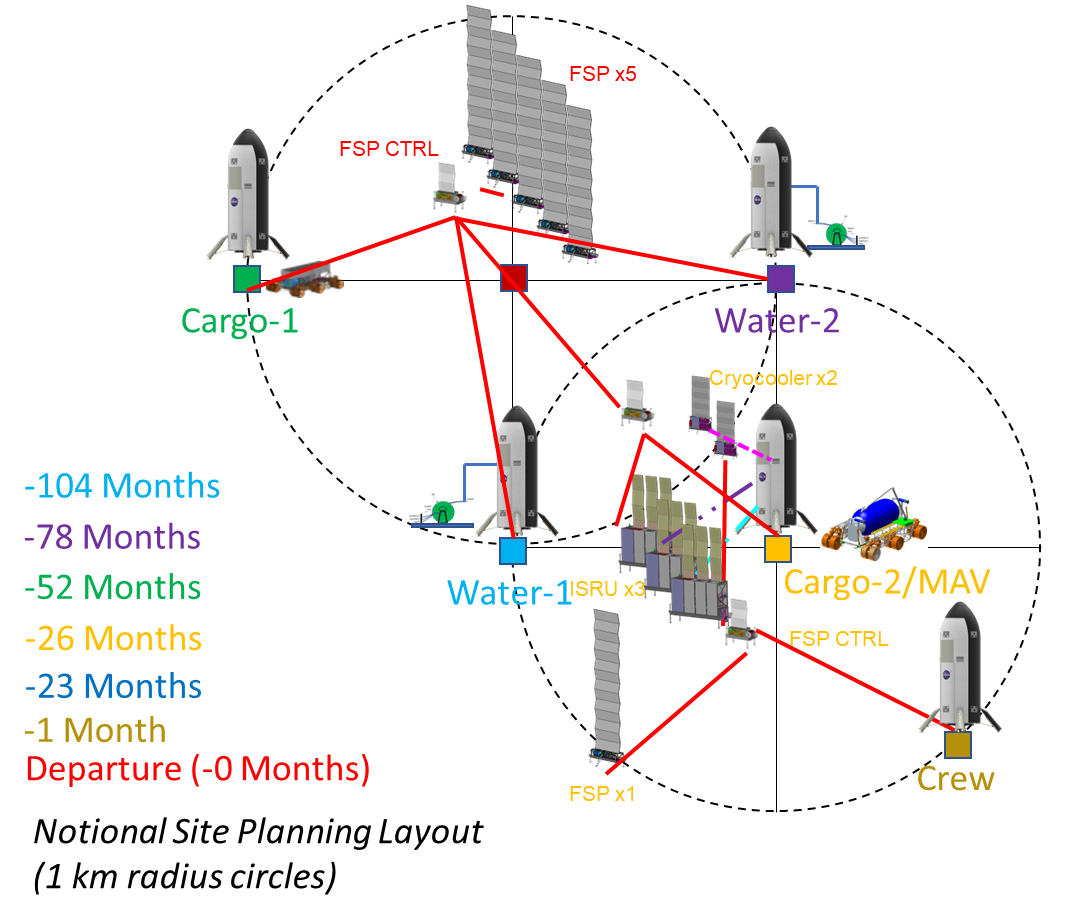 FSP x5
FSP CTRL
Cargo-1
Water-2
Cryocooler x2
-104 Months
-78 Months
-52 Months
-26 Months
-23 Months
-1 Month
Departure (-0 Months)
Water-1
ISRU x3
Cargo-2/MAV
FSP CTRL
FSP x1
Crew
Notional Site Planning Layout
(1 km radius circles)